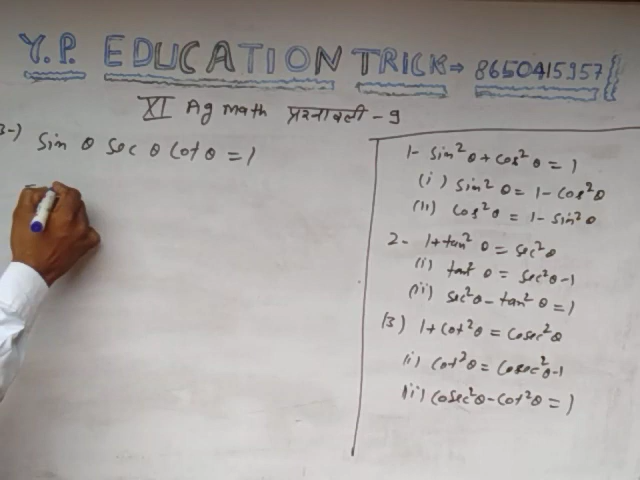 Y.P. EDUCATION TRICK → 8650415957
XI Ag math प्रश्नावली - 9
3-) Sin θ Sec θ Cot θ = 1
1- Sin²θ + Cos²θ = 1
(i) Sin²θ = 1 - Cos²θ
(ii) Cos²θ = 1 - Sin²θ
2- 1 + tan²θ = Sec²θ
(i) tan²θ = Sec²θ - 1
(ii) Sec²θ - tan²θ = 1
(3) 1 + Cot²θ = Cosec²θ
(i) Cot²θ = Cosec²θ - 1
(ii) Cosec²θ - Cot²θ = 1